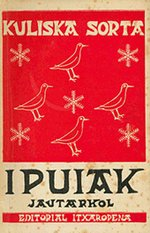 KULISKA SORTA
IPUIAK
JAUTARKOL
EDITORIAL ITXAROPENA